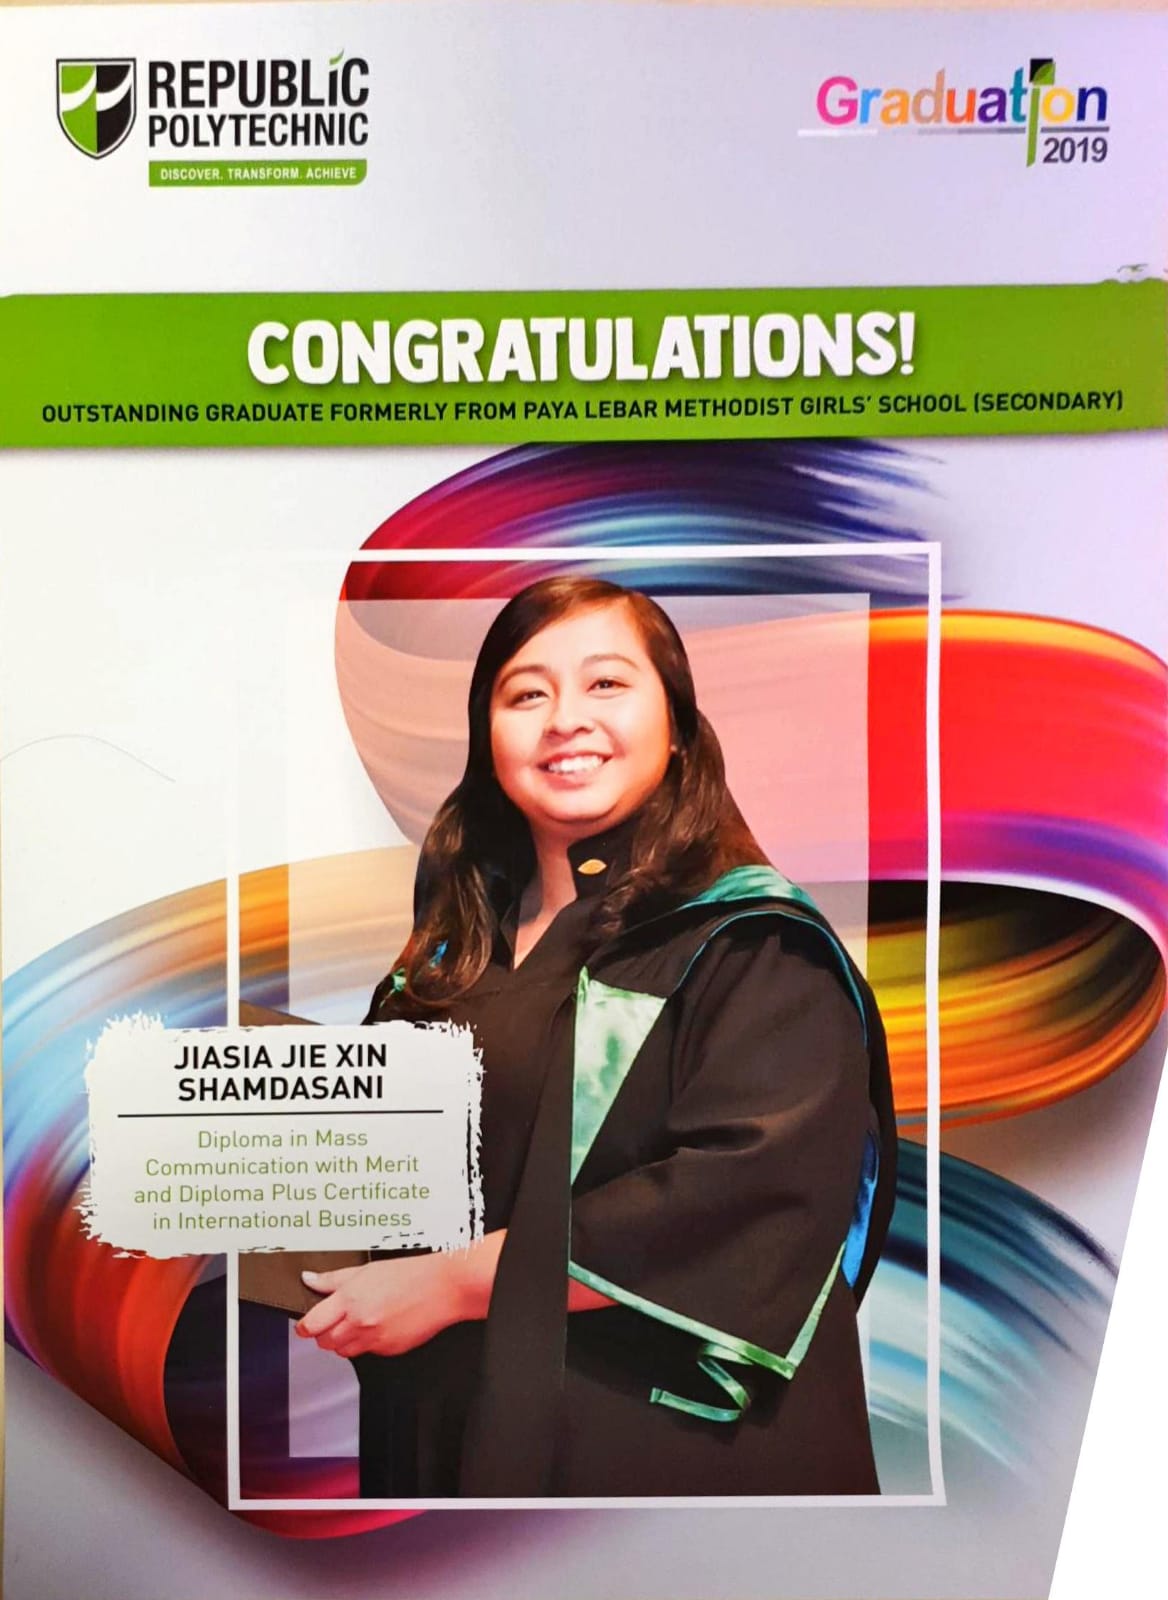 REPUBLIC
POLYTECHNIC
DISCOVER. TRANSFORM. ACHIEVE
Graduation
2019
CONGRATULATIONS!
OUTSTANDING GRADUATE FORMERLY FROM PAYA LEBAR METHODIST GIRLS' SCHOOL (SECONDARY)
JIASIA JIE XIN
SHAMDASANI
Diploma in Mass
Communication with Merit
and Diploma Plus Certificate
in International Business